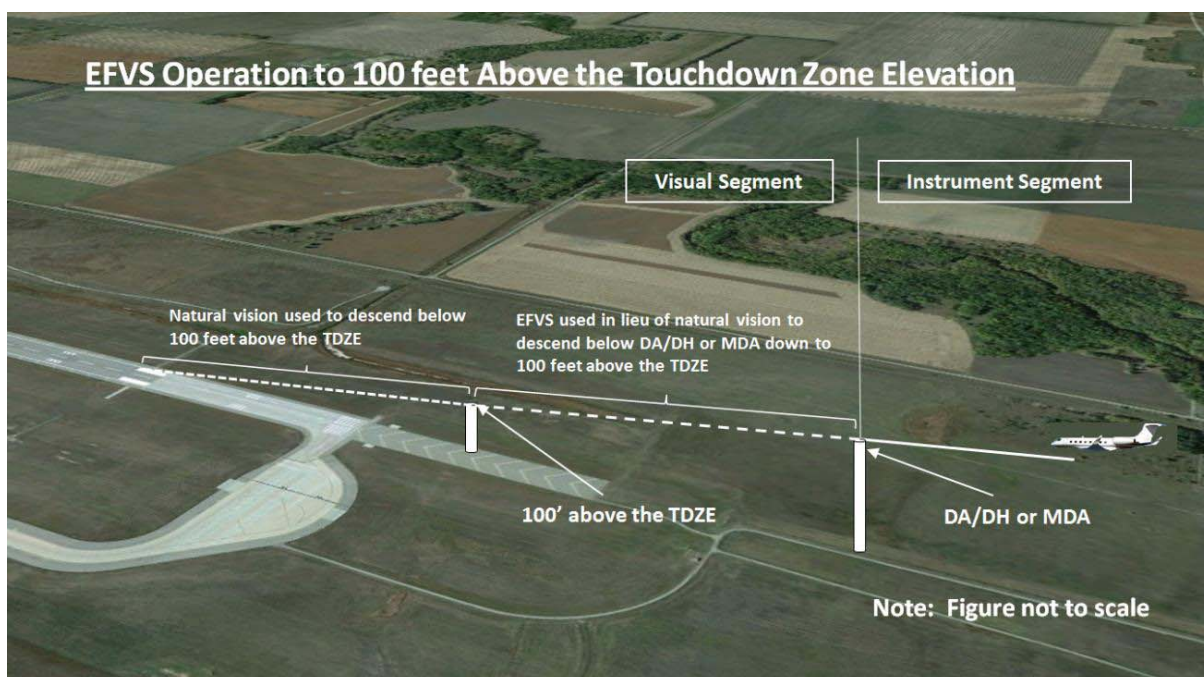 EFVS Operation to 100 feet Above the Touchdown Zone Elevation
Visual Segment
Instrument Segment
Natural vision used to descend below
100 feet above the TDZE
EFVS used in lieu of natural vision to
descend below DA/DH or MDA down to
100 feet above the TDZE
100’ above the TDZE
DA/DH or MDA
Note: Figure not to scale